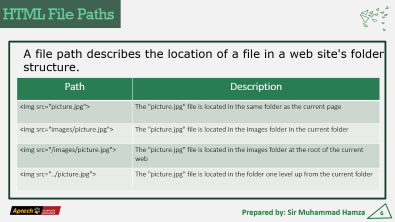 HTML File Paths
A file path describes the location of a file in a web site's folder
structure.
Path Description
<img src="picture.jpg"> The "picture.jpg" file is located in the same folder as the current page
<img src="images/picture.jpg"> The "picture.jpg" file is located in the images folder in the current folder
<img src="/images/picture.jpg"> The "picture.jpg" file is located in the images folder at the root of the current
web
<img src="../picture.jpg"> The "picture.jpg" file is located in the folder one level up from the current folder
Aptech
Prepared by: Sir Muhammad Hamza
6